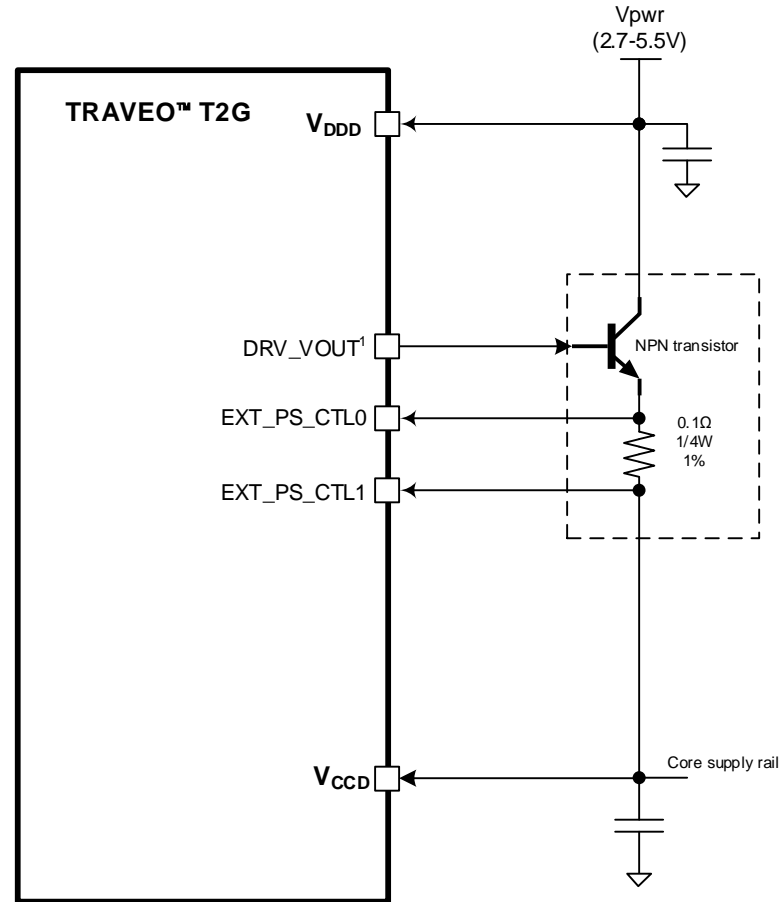 Vpwr
(2.7-5.5V)
TRAVEO™ T2G
VDDD
DRV_VOUT1
NPN transistor
EXT_PS_CTL0
0.1Ω
1/4W
1%
EXT_PS_CTL1
VCCD
Core supply rail